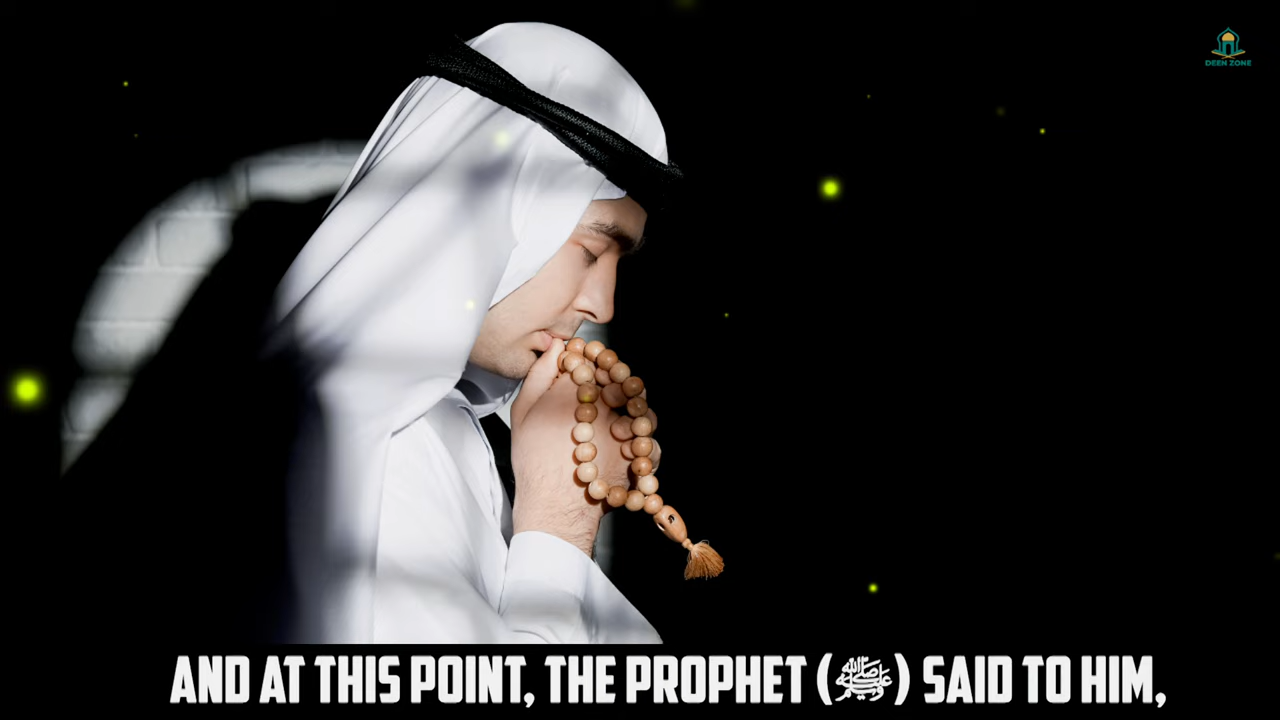 DEEN ZONE
AND AT THIS POINT, THE PROPHET (ﷺ) SAID TO HIM,